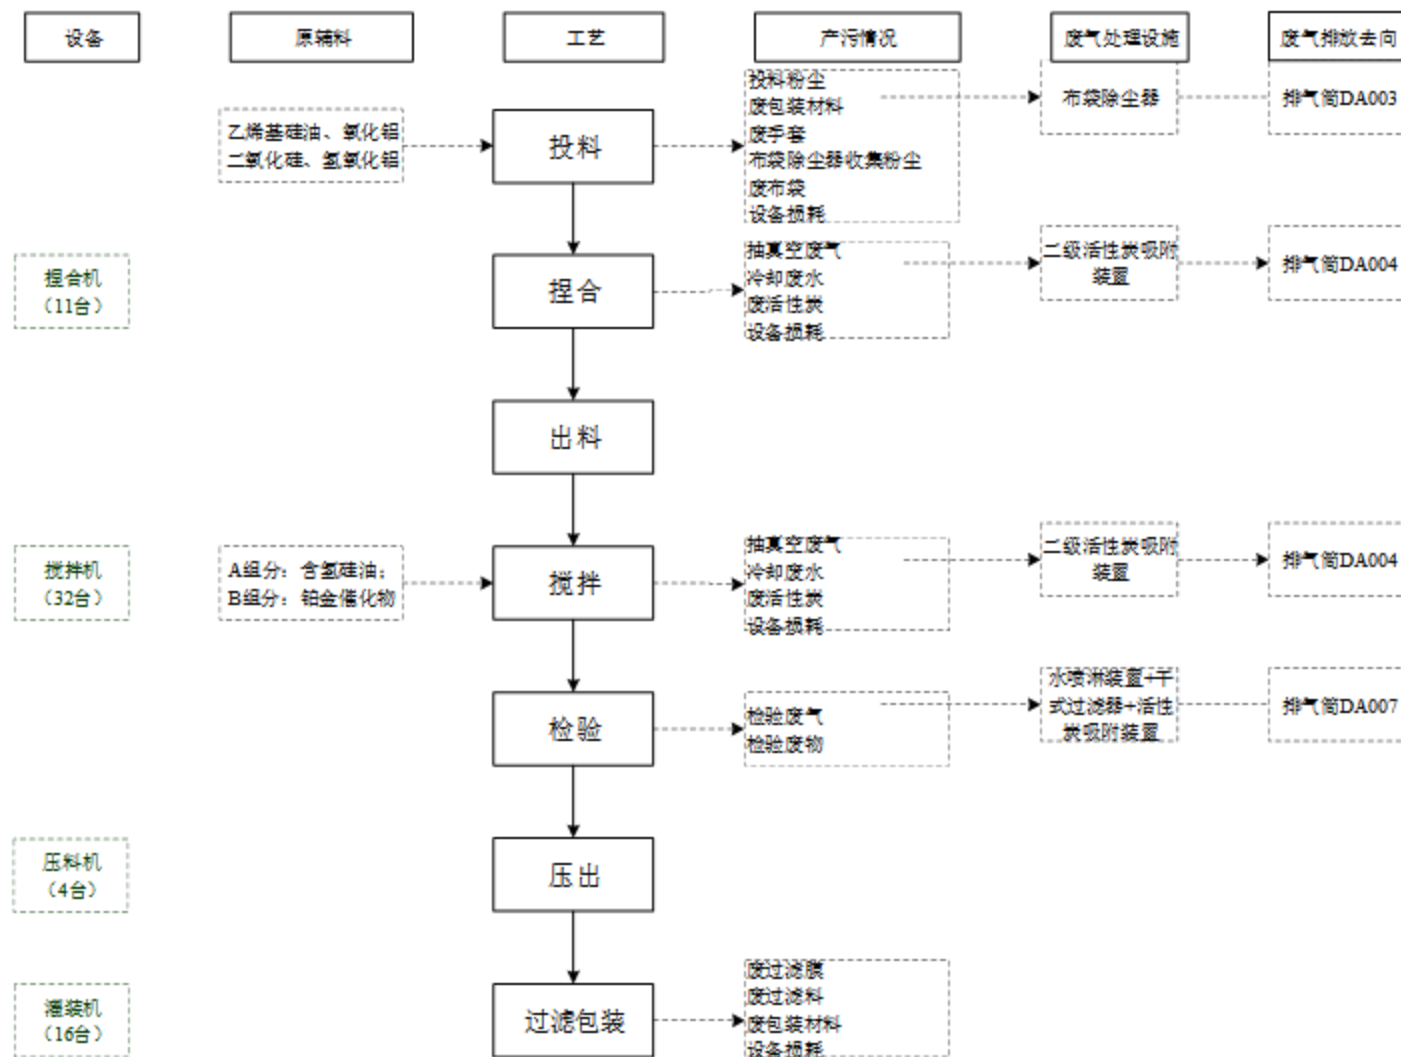 设备
原辅料
工艺
产污情况
废气处理设施
废气排放去向
乙烯基硅油、氧化铝
二氧化硅、氢氧化铝
投料
投料粉尘
废包装材料
废手套
布袋除尘器收集粉尘
废布袋
设备损耗
布袋除尘器
排气筒DA003
捏合机
（11台）
捏合
抽真空废气
冷却废水
废活性炭
设备损耗
二级活性炭吸附
装置
排气筒DA004
出料
搅拌机
（32台）
A组分：含氢硅油；
B组分：铂金催化物
搅拌
抽真空废气
冷却废水
废活性炭
设备损耗
二级活性炭吸附
装置
排气筒DA004
检验
检验废气
检验废物
水喷淋装置+干
式过滤器+活性
炭吸附装置
排气筒DA007
压料机
（4台）
压出
灌装机
（16台）
过滤包装
废过滤膜
废过滤料
废包装材料
设备损耗